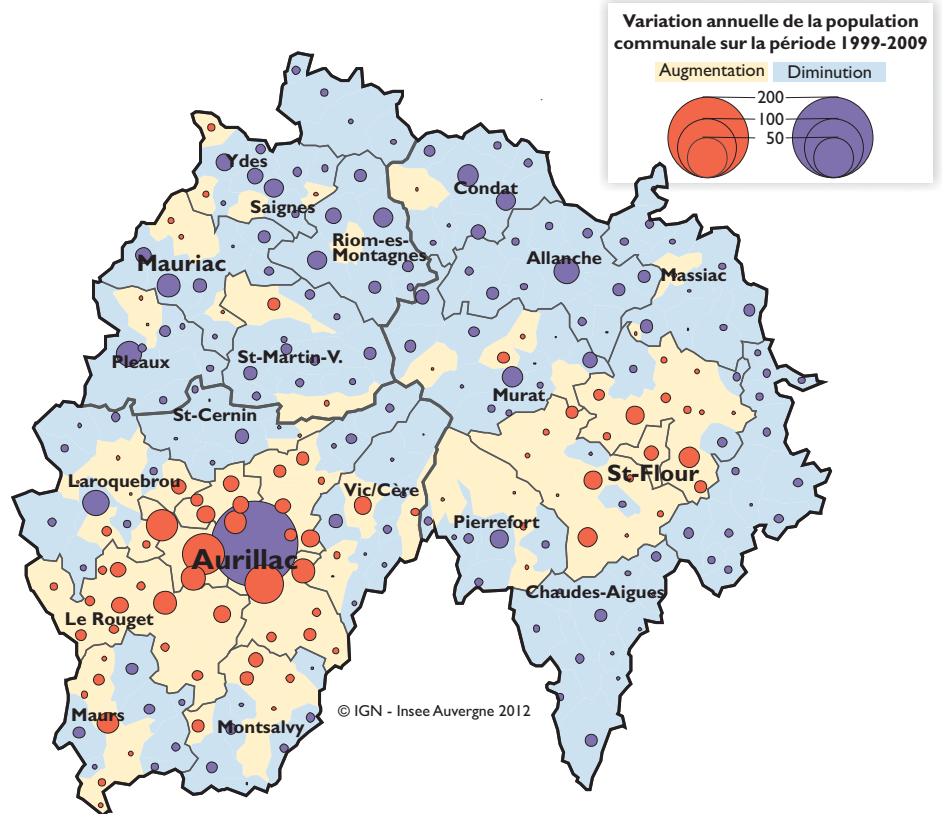 Variation annuelle de la population
communale sur la période 1999-2009
Augmentation Diminution
200
100
50
Ydes
Condat
Saignes
Riom-es-
Montagnes
Allanche
Mauriac
Massiac
Pleaux
St-Martin-V.
Murat
St-Cernin
St-Flour
Laroquebrou
Vic/Cère
Pierrefort
Aurillac
Chaudes-Aigues
Le Rouget
Maurs
Montsalvy
© IGN - Insee Auvergne 2012